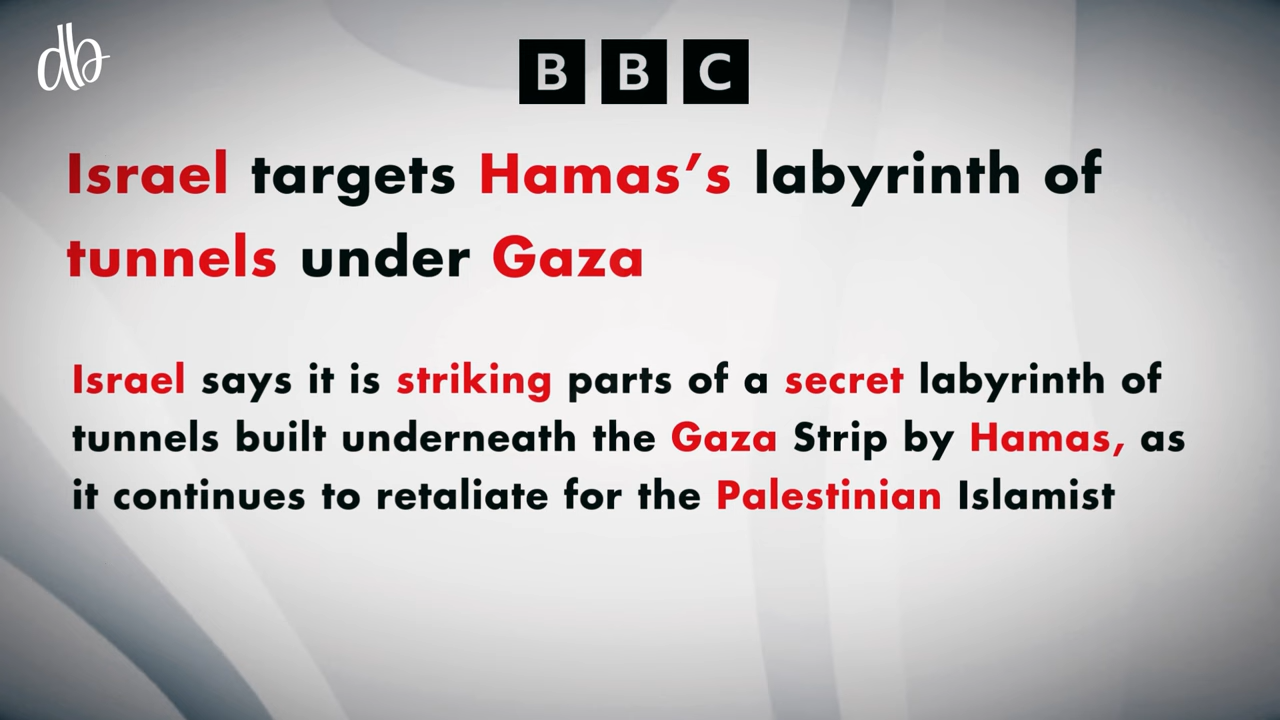 db
BBC
Israel targets Hamas’s labyrinth of
tunnels under Gaza
Israel says it is striking parts of a secret labyrinth of
tunnels built underneath the Gaza Strip by Hamas, as
it continues to retaliate for the Palestinian Islamist